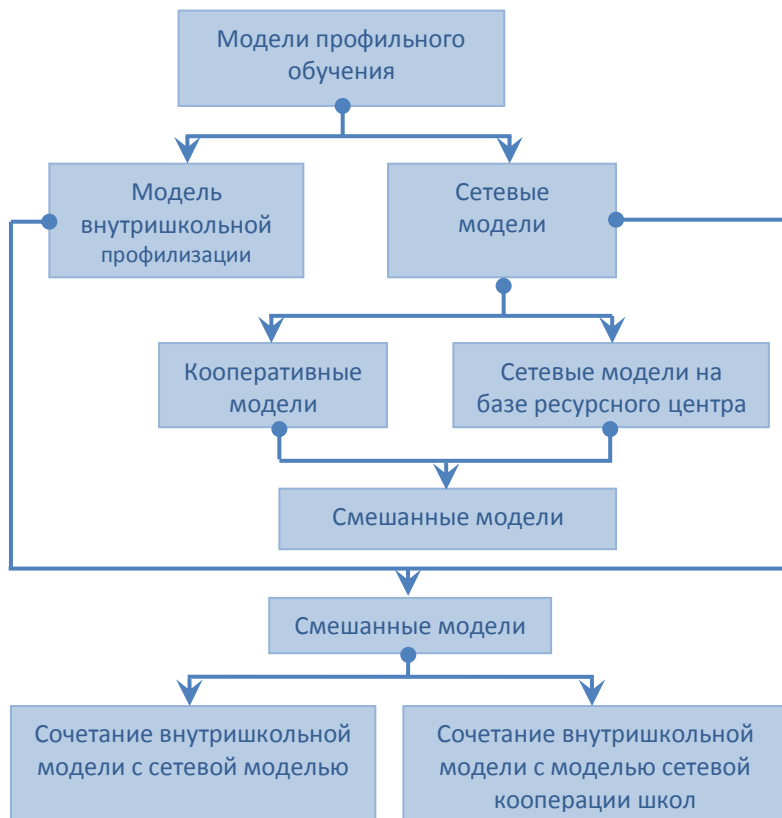 Модели профильного
обучения
Модель
внутришкольной
профилизации
Сетевые
модели
Кооперативные
модели
Сетевые модели на
базе ресурсного центра
Смешанные модели
Смешанные модели
Сочетание внутришкольной
модели с сетевой моделью
Сочетание внутришкольной
модели с моделью сетевой
кооперации школ